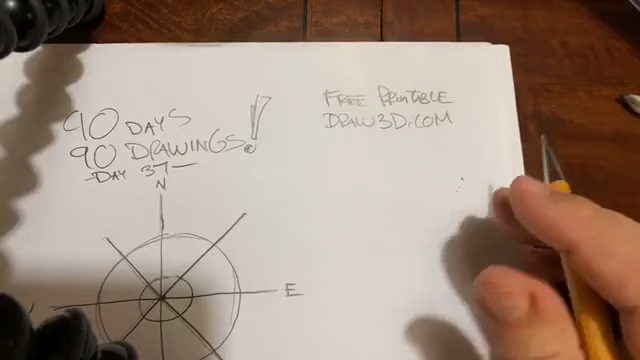 90 DAYS
90 DRAWINGS!
-DAY 37-
N
E
FREE PRINTABLE
DRAW3D.COM